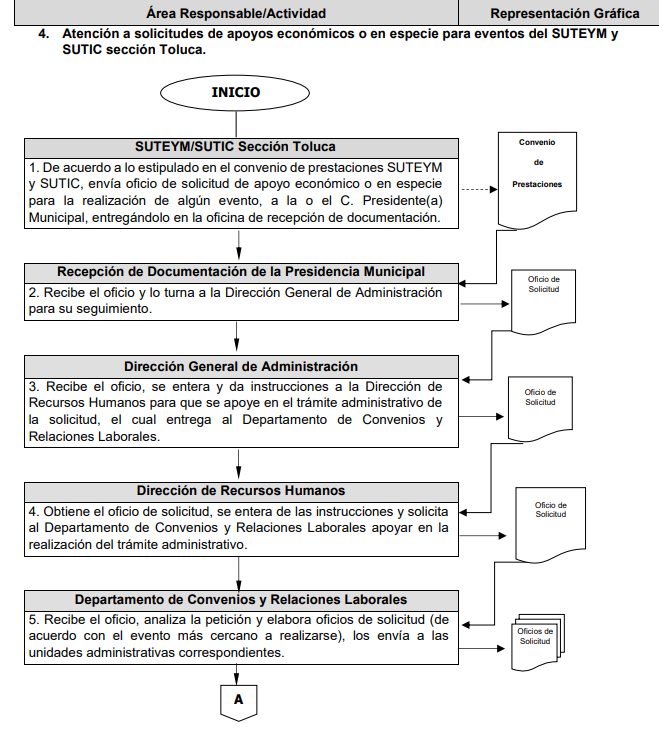 Área Responsable/Actividad
Representación Gráfica
4. Atención a solicitudes de apoyos económicos o en especie para eventos del SUTEYM y
SUTIC sección Toluca.
INICIO
SUTEYM/SUTIC Sección Toluca
1. De acuerdo a lo estipulado en el convenio de prestaciones SUTEYM
y SUTIC, envía oficio de solicitud de apoyo económico o en especie
para la realización de algún evento, a la o el C. Presidente(a)
Municipal, entregándolo en la oficina de recepción de documentación.
Convenio
de
Prestaciones
Recepción de Documentación de la Presidencia Municipal
2. Recibe el oficio y lo turna a la Dirección General de Administración
para su seguimiento.
Oficio de
Solicitud
Dirección General de Administración
3. Recibe el oficio, se entera y da instrucciones a la Dirección de
Recursos Humanos para que se apoye en el trámite administrativo de
la solicitud, el cual entrega al Departamento de Convenios y
Relaciones Laborales.
Oficio de
Solicitud
Dirección de Recursos Humanos
4. Obtiene el oficio de solicitud, se entera de las instrucciones y solicita
al Departamento de Convenios y Relaciones Laborales apoyar en la
realización del trámite administrativo.
Oficio de
Solicitud
Departamento de Convenios y Relaciones Laborales
5. Recibe el oficio, analiza la petición y elabora oficios de solicitud (de
acuerdo con el evento más cercano a realizarse), los envía a las
unidades administrativas correspondientes.
Oficios de
Solicitud
A